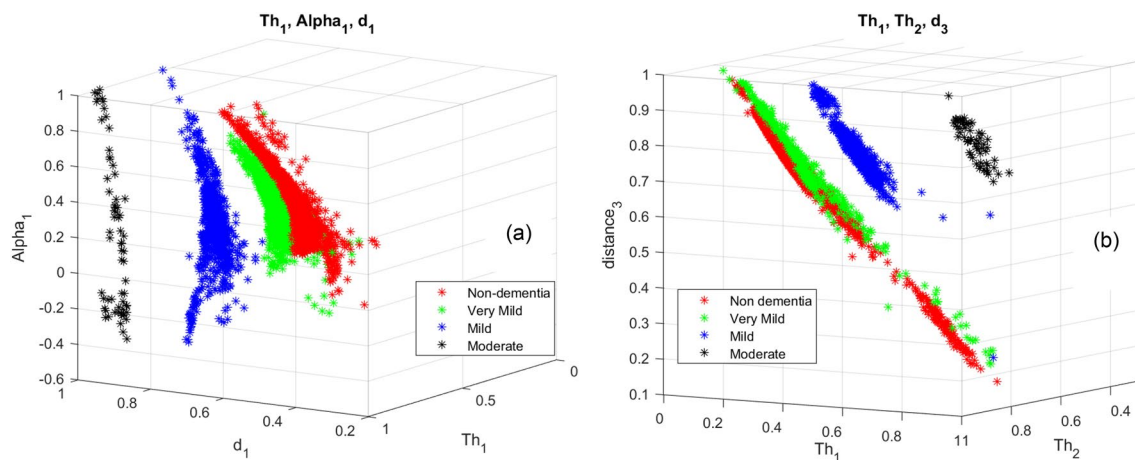 Th1, Alpha1, d1
Alpha1
1
0.8
0.6
0.4
0.2
0
-0.2
-0.4
-0.6
1
0.8
0.6
0.4
0.2
d1
1
0.5
0
Th1
(a)
Non-dementia
Very Mild
Mild
Moderate
Th1, Th2, d3
distance3
1
0.9
0.8
0.7
0.6
0.5
0.4
0.3
0.2
0.1
0
0.2
0.4
0.6
0.8
11
Th1
0.8
0.6
0.4
Th2
(b)
Non dementia
Very Mild
Mild
Moderate